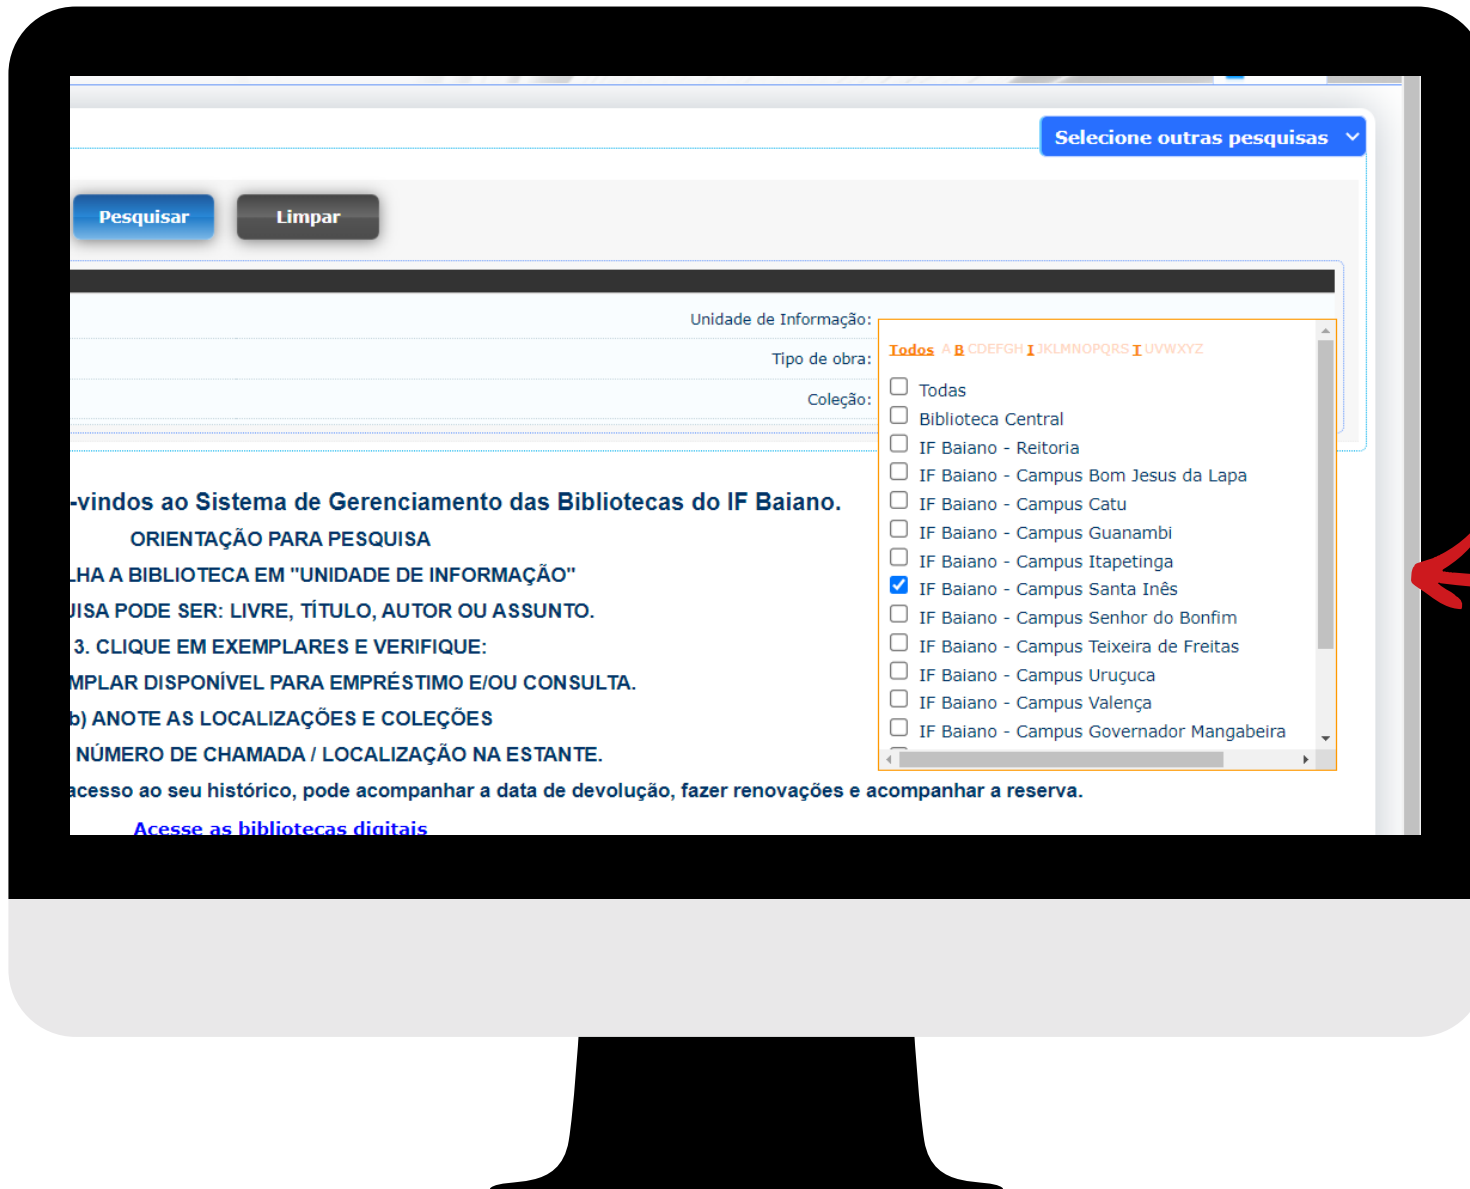 Selecione outras pesquisas
Pesquisar
Limpar
Unidade de Informação:
Tipo de obra:
Coleção:
Todos A B CDEFGH I JKLMNOPQRS T UVWXYZ
Todas
Biblioteca Central
IF Baiano - Reitoria
IF Baiano - Campus Bom Jesus da Lapa
IF Baiano - Campus Catu
IF Baiano - Campus Guanambi
IF Baiano - Campus Itapetinga
IF Baiano - Campus Santa Inês
IF Baiano - Campus Senhor do Bonfim
IF Baiano - Campus Teixeira de Freitas
IF Baiano - Campus Uruçuca
IF Baiano - Campus Valença
IF Baiano - Campus Governador Mangabeira
-vindos ao Sistema de Gerenciamento das Bibliotecas do IF Baiano.
ORIENTAÇÃO PARA PESQUISA
LHA A BIBLIOTECA EM "UNIDADE DE INFORMAÇÃO"
UISA PODE SER: LIVRE, TÍTULO, AUTOR OU ASSUNTO.
3. CLIQUE EM EXEMPLARES E VERIFIQUE:
MPLAR DISPONÍVEL PARA EMPRÉSTIMO E/OU CONSULTA.
b) ANOTE AS LOCALIZAÇÕES E COLEÇÕES
NÚMERO DE CHAMADA / LOCALIZAÇÃO NA ESTANTE.
acesso ao seu histórico, pode acompanhar a data de devolução, fazer renovações e acompanhar a reserva.
Acesse as bibliotecas digitais